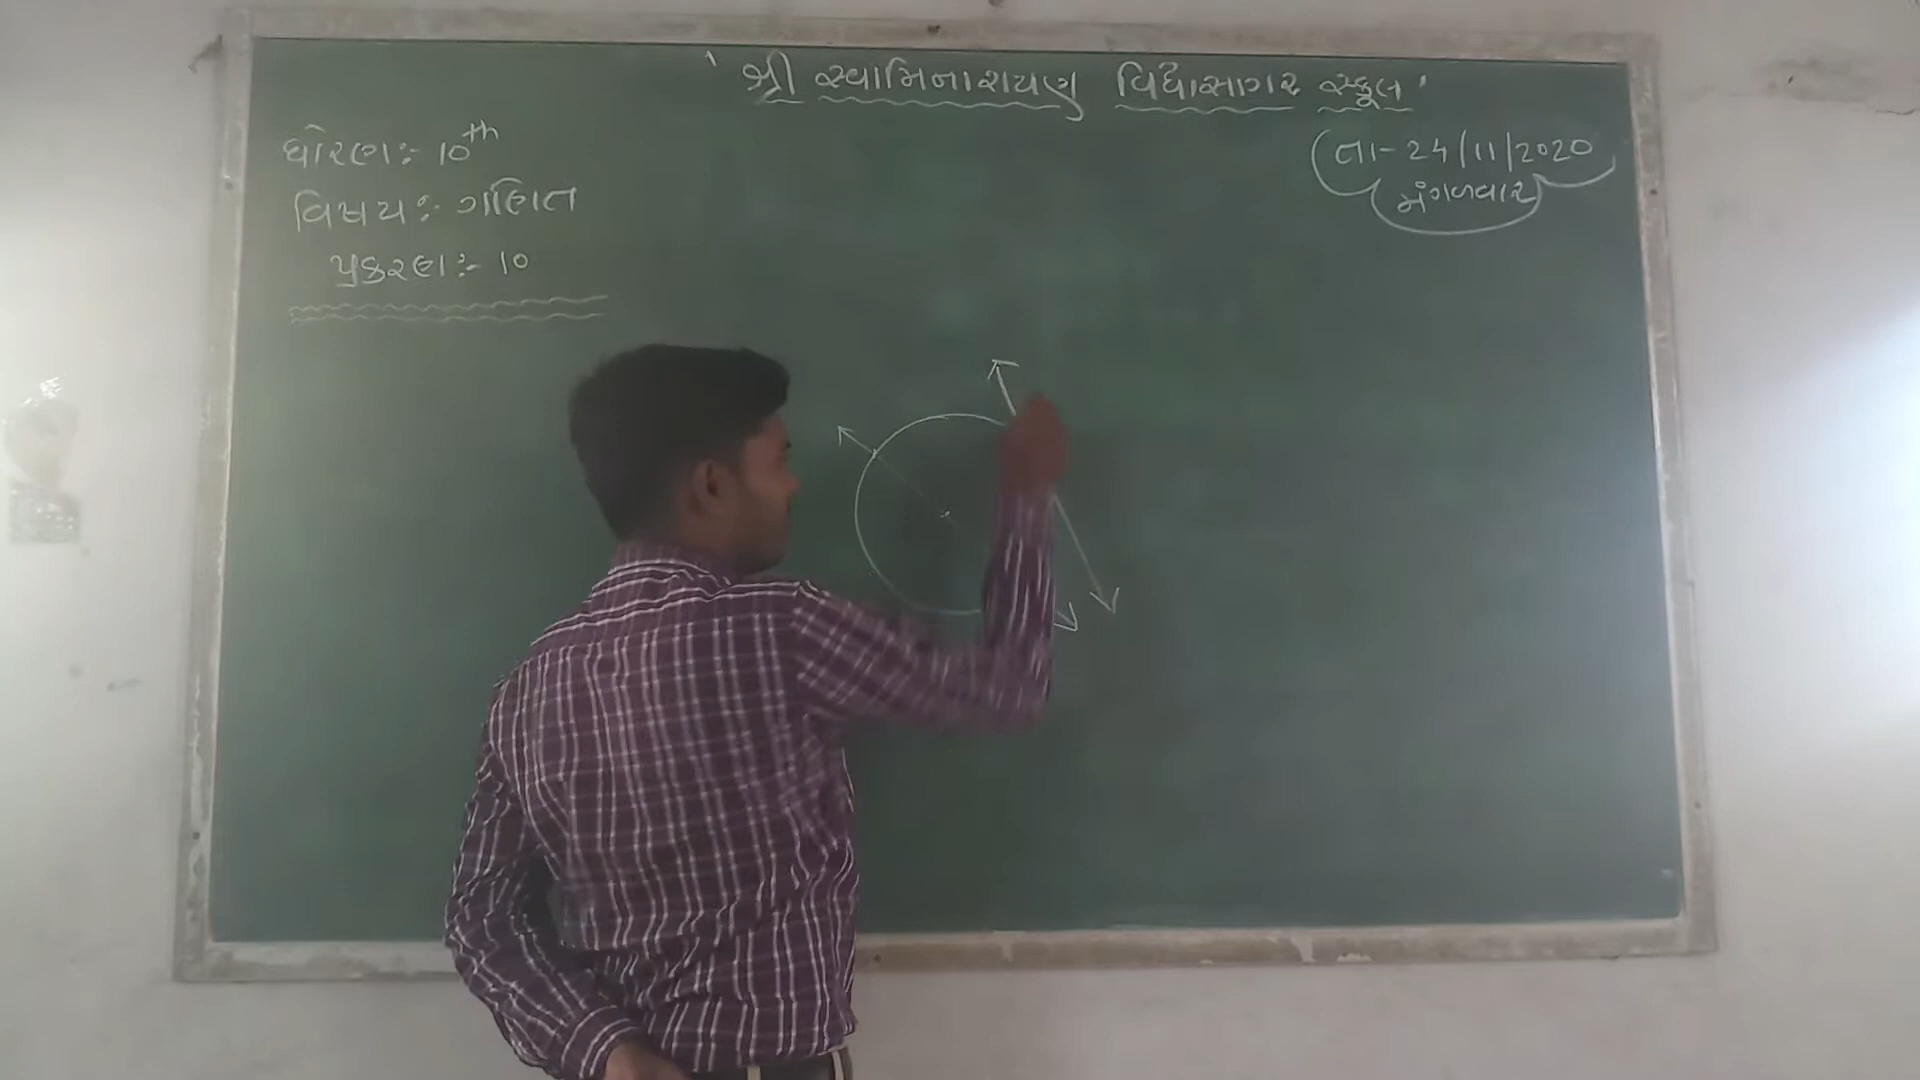 ' શ્રી સ્વામિનારાયણ વિદ્યાસાગર સ્કૂલ '
ધોરણ:- 10th
વિષય:- ગણિત
પ્રકરણ:- 10
તા- 24/11/2020
મંગળવાર